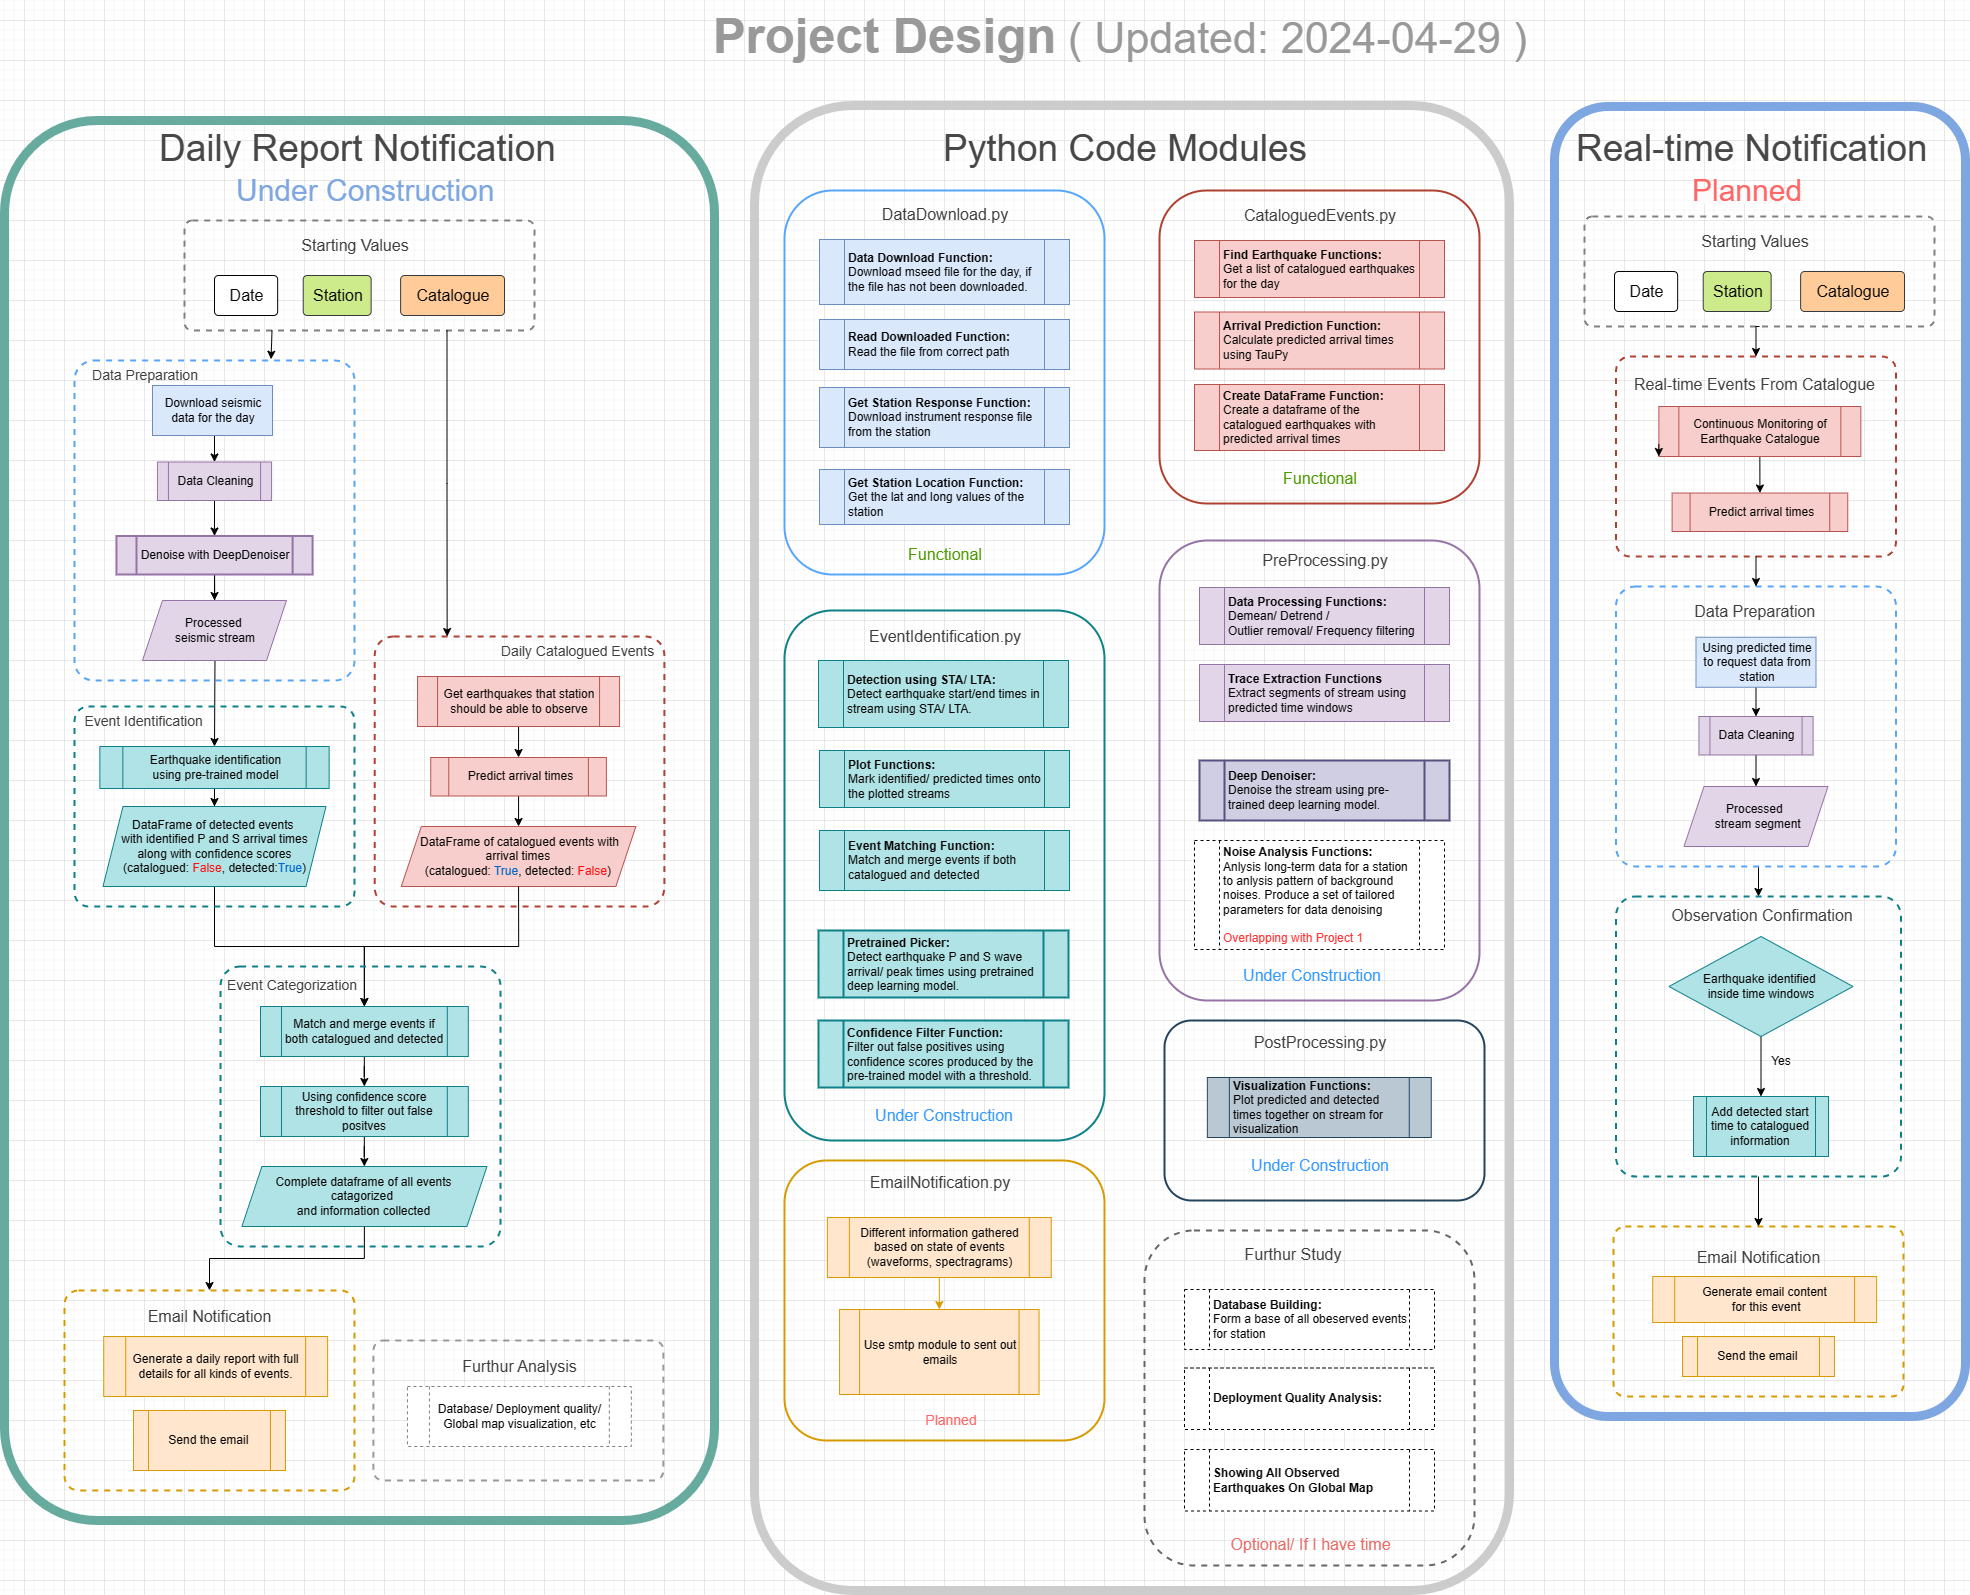 Project Design ( Updated: 2024-04-29 )
Daily Report Notification
Under Construction
Starting Values
Date
Station
Catalogue
Data Preparation
Download seismic
data for the day
Data Cleaning
Denoise with DeepDenoiser
Processed
seismic stream
Event Identification
Earthquake identification
using pre-trained model
DataFrame of detected events
with identified P and S arrival times
along with confidence scores
(catalogued: False, detected:True)
Daily Catalogued Events
Get earthquakes that station
should be able to observe
Predict arrival times
DataFrame of catalogued events with
arrival times
(catalogued: True, detected: False)
Event Categorization
Match and merge events if
both catalogued and detected
Using confidence score
threshold to filter out false
positves
Complete dataframe of all events
catagorized
and information collected
Email Notification
Generate a daily report with full
details for all kinds of events.
Send the email
Furthur Analysis
Database/ Deployment quality/
Global map visualization, etc
Python Code Modules
DataDownload.py
Data Download Function:
Download mseed file for the day, if
the file has not been downloaded.
Read Downloaded Function:
Read the file from correct path
Get Station Response Function:
Download instrument response file
from the station
Get Station Location Function:
Get the lat and long values of the
station
Functional
EventIdentification.py
Detection using STA/ LTA:
Detect earthquake start/end times in
stream using STA/ LTA.
Plot Functions:
Mark identified/ predicted times onto
the plotted streams
Event Matching Function:
Match and merge events if both
catalogued and detected
Pretrained Picker:
Detect earthquake P and S wave
arrival/ peak times using pretrained
deep learning model.
Confidence Filter Function:
Filter out false positives using
confidence scores produced by the
pre-trained model with a threshold.
Under Construction
EmailNotification.py
Different information gathered
based on state of events
(waveforms, spectragrams)
Use smtp module to sent out
emails
Planned
CataloguedEvents.py
Find Earthquake Functions:
Get a list of catalogued earthquakes
for the day
Arrival Prediction Function:
Calculate predicted arrival times
using TauPy
Create DataFrame Function:
Create a dataframe of the
catalogued earthquakes with
predicted arrival times
Functional
PreProcessing.py
Data Processing Functions:
Demean/ Detrend /
Outlier removal/ Frequency filtering
Trace Extraction Functions
Extract segments of stream using
predicted time windows
Deep Denoiser:
Denoise the stream using pre-
trained deep learning model.
Noise Analysis Functions:
Anlysis long-term data for a station
to anlysis pattern of background
noises. Produce a set of tailored
parameters for data denoising
Overlapping with Project 1
Under Construction
PostProcessing.py
Visualization Functions:
Plot predicted and detected
times together on stream for
visualization
Under Construction
Furthur Study
Database Building:
Form a base of all obeserved events
for station
Deployment Quality Analysis:
Showing All Observed
Earthquakes On Global Map
Optional/ If I have time
Real-time Notification
Planned
Starting Values
Date
Station
Catalogue
Real-time Events From Catalogue
Continuous Monitoring of
Earthquake Catalogue
Predict arrival times
Data Preparation
Using predicted time
to request data from
station
Data Cleaning
Processed
stream segment
Observation Confirmation
Earthquake identified
inside time windows
Yes
Add detected start
time to catalogued
information
Email Notification
Generate email content
for this event
Send the email